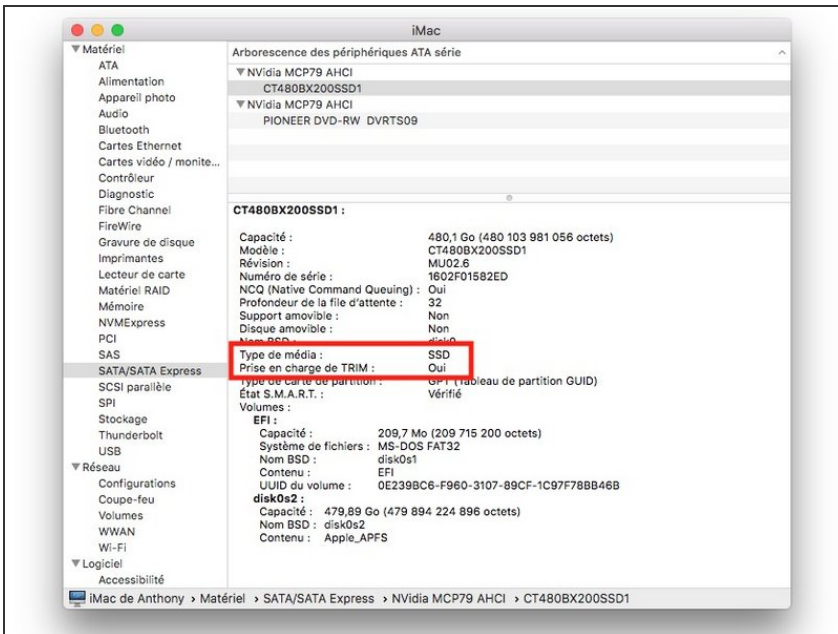 iMac
Matériel
ATA
Alimentation
Appareil photo
Audio
Bluetooth
Cartes Ethernet
Cartes vidéo / monite...
Contrôleur
Diagnostic
Fibre Channel
FireWire
Gravure de disque
Imprimantes
Lecteur de carte
Matériel RAID
Mémoire
NVMExpress
PCI
SAS
SATA/SATA Express
SCSI parallèle
SPI
Stockage
Thunderbolt
USB
Réseau
Configurations
Coupe-feu
Volumes
WWAN
Wi-Fi
Logiciel
Accessibilité
Arborescence des périphériques ATA série
NVidia MCP79 AHCI
CT480BX200SSD1
NVidia MCP79 AHCI
PIONEER DVD-RW DVRTS09
CT480BX200SSD1 :
Capacité : 480,1 Go (480 103 981 056 octets)
Modèle : CT480BX200SSD1
Révision : MU02.6
Numéro de série : 1602F01582ED
NCQ (Native Command Queuing) : Oui
Profondeur de la file d'attente : 32
Support amovible : Non
Disque amovible : Non
Nom BSD : disk0
Type de média : SSD
Prise en charge de TRIM : Oui
Type de carte de partition : GPT (Tableau de partition GUID)
État S.M.A.R.T. : Vérifié
Volumes :
EFI :
Capacité : 209,7 Mo (209 715 200 octets)
Système de fichiers : MS-DOS FAT32
Nom BSD : disk0s1
Contenu : EFI
UUID du volume : 0E239BC6-F960-3107-89CF-1C97F78BB46B
disk0s2 :
Capacité : 479,89 Go (479 894 224 896 octets)
Nom BSD : disk0s2
Contenu : Apple_APFS
iMac de Anthony › Matériel › SATA/SATA Express › NVidia MCP79 AHCI › CT480BX200SSD1